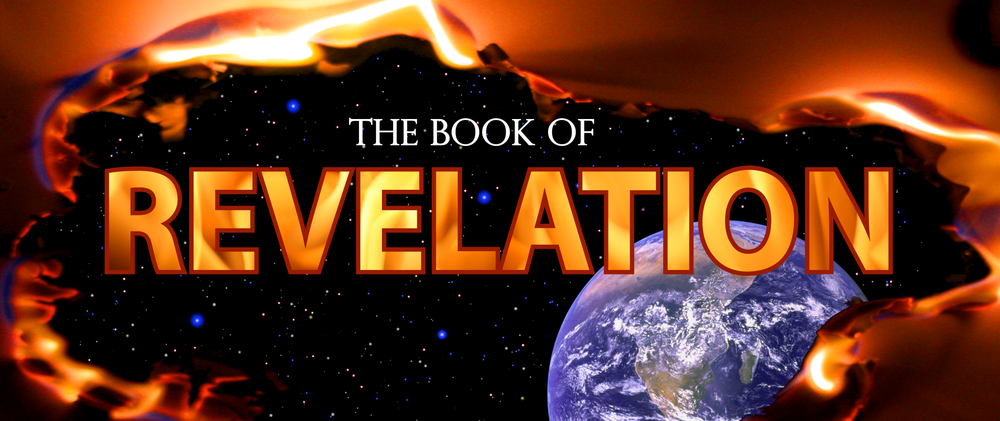 THE BOOK OF
REVELATION